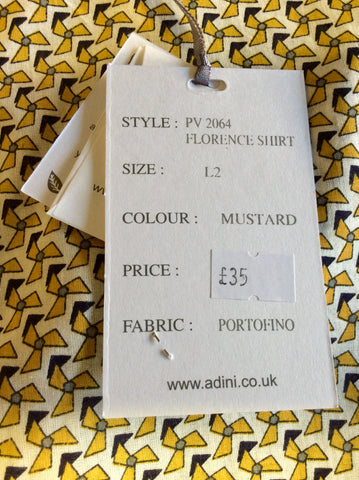 STYLE : PV 2064
FLORENCE SHIRT
SIZE : L2
COLOUR : MUSTARD
PRICE : £35
FABRIC : PORTOFINO
www.adini.co.uk